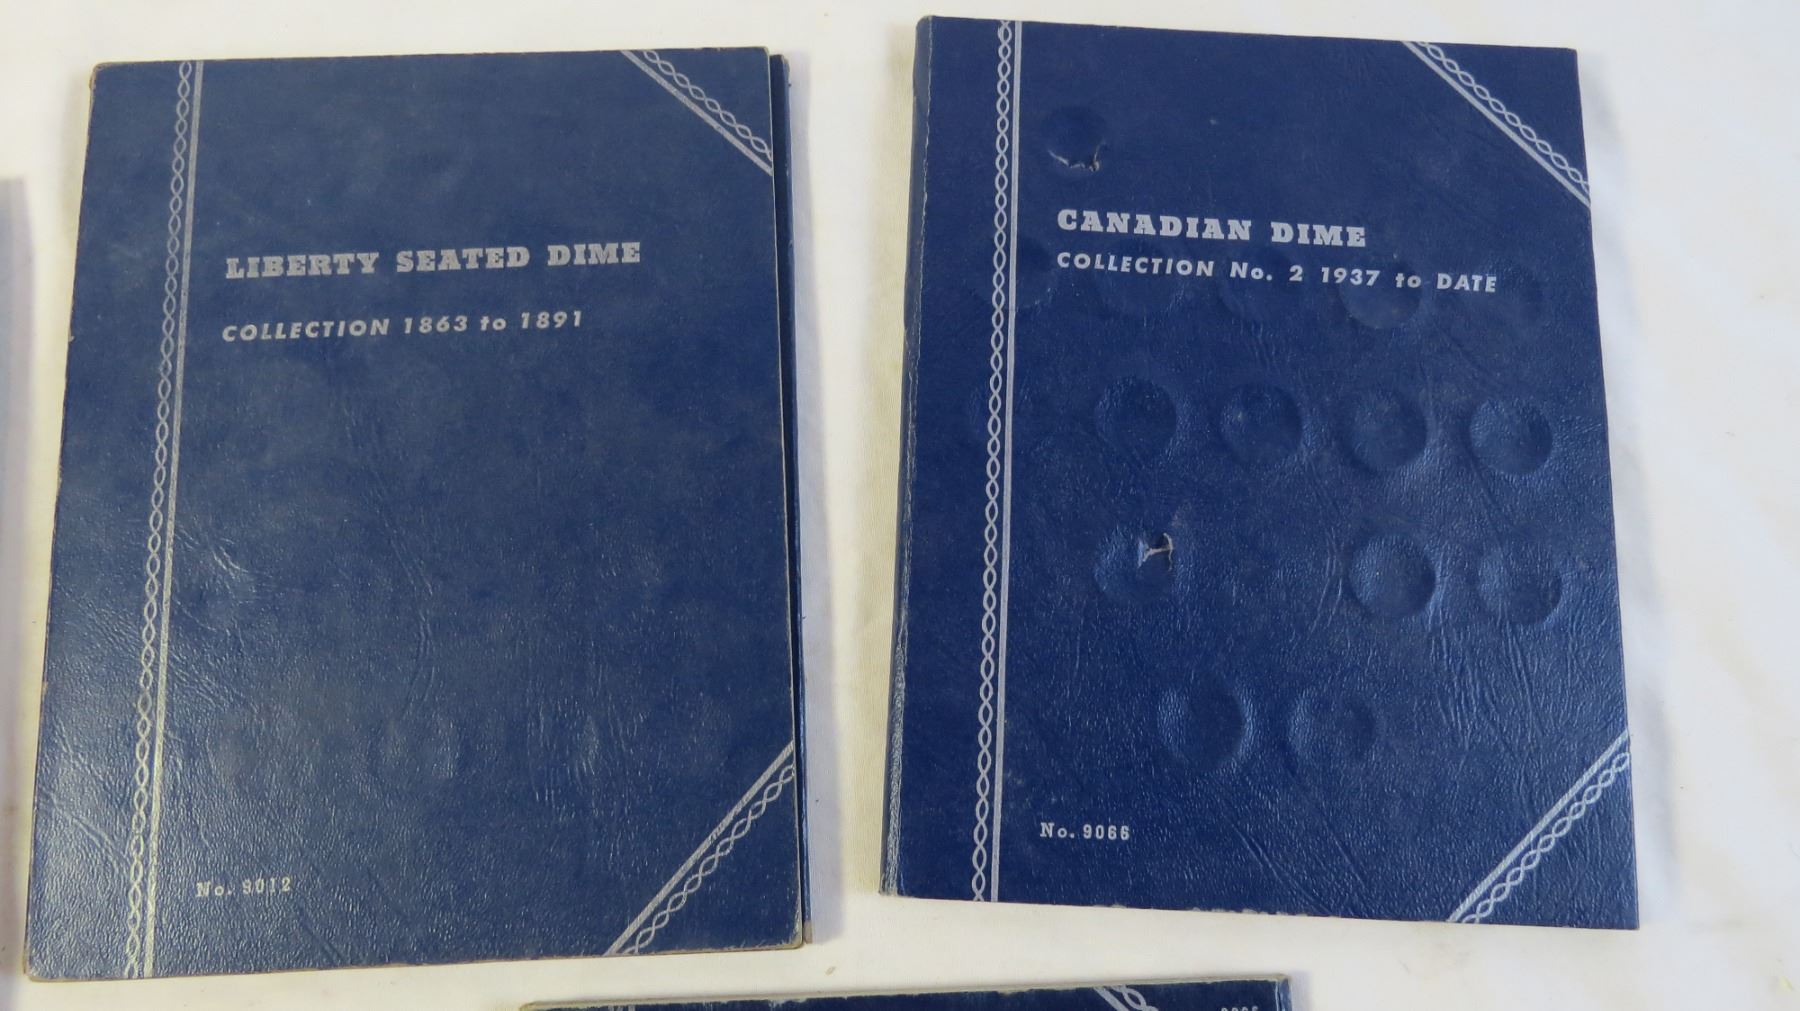 LIBERTY SEATED DIME
COLLECTION 1863 to 1891
No. 9012
CANADIAN DIME
COLLECTION No. 2 1937 to DATE
No. 9066